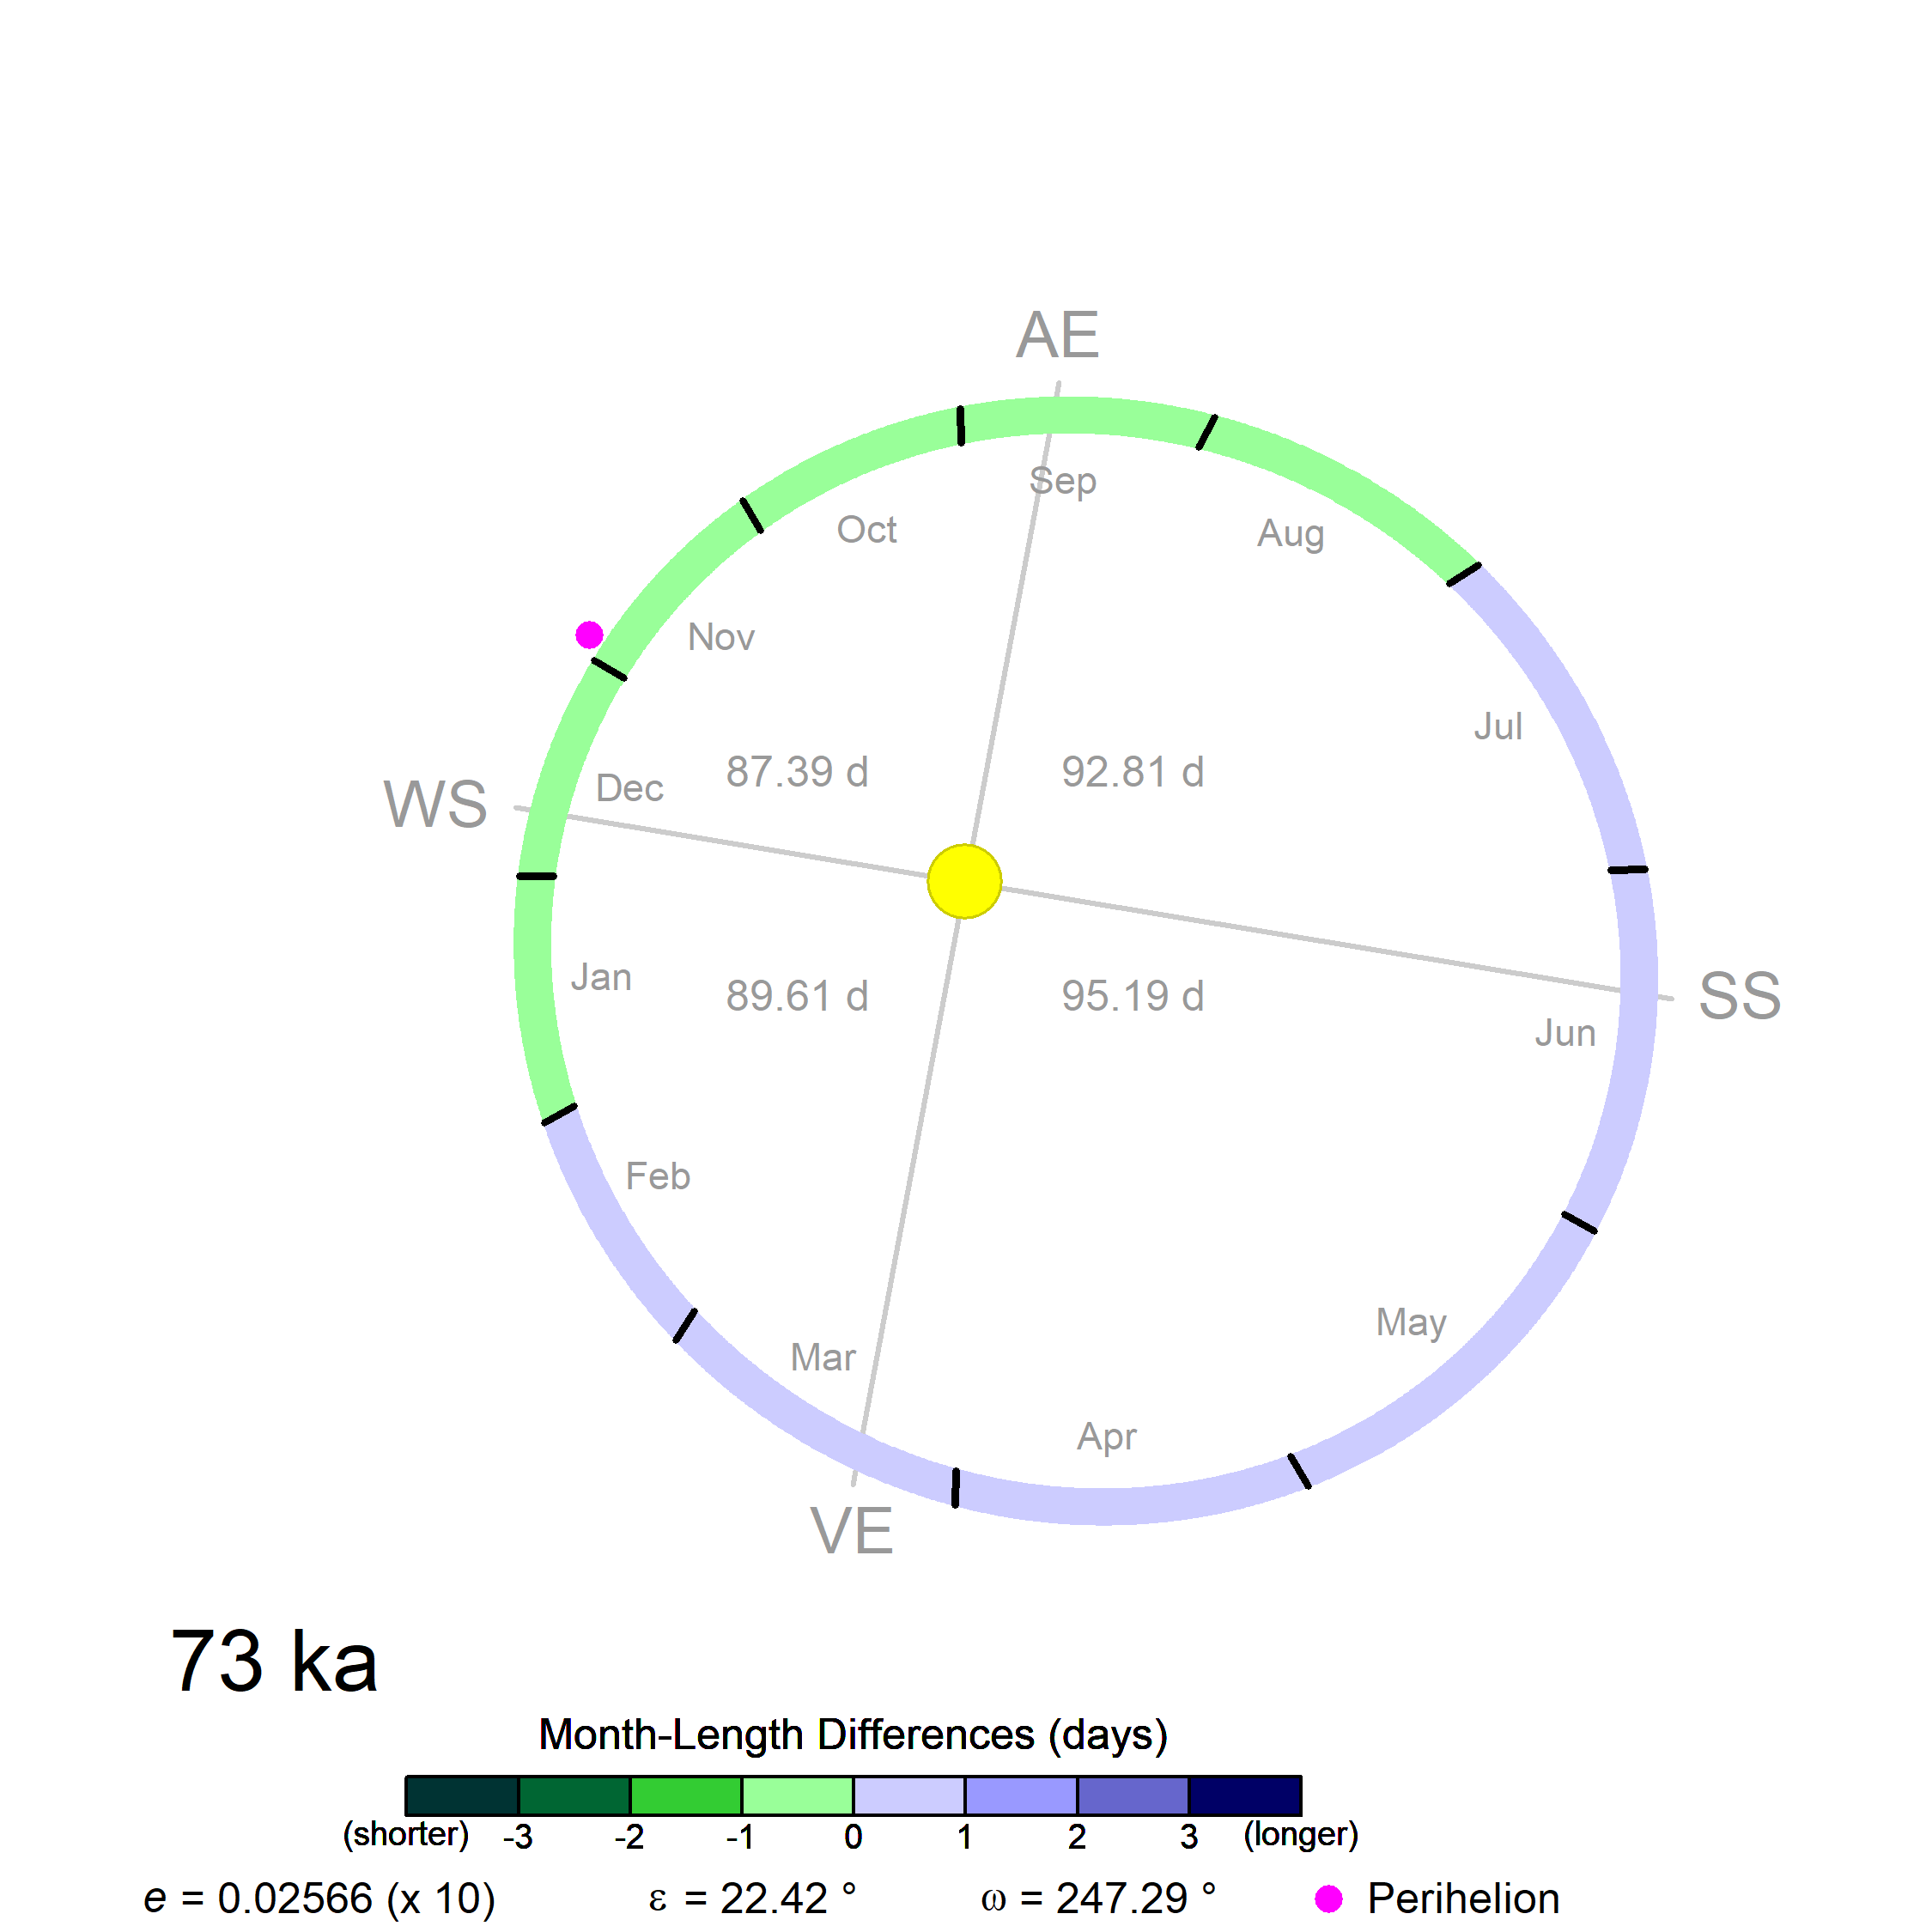 AE
Sep
Oct
Aug
Nov
Jul
87.39 d
92.81 d
WS
Dec
89.61 d
95.19 d
SS
Jan
Jun
Feb
May
Mar
Apr
VE
73 ka
Month-Length Differences (days)
(shorter) -3 -2 -1 0 1 2 3 (longer)
e = 0.02566 (x 10) ε = 22.42 ° ω = 247.29 ° Perihelion